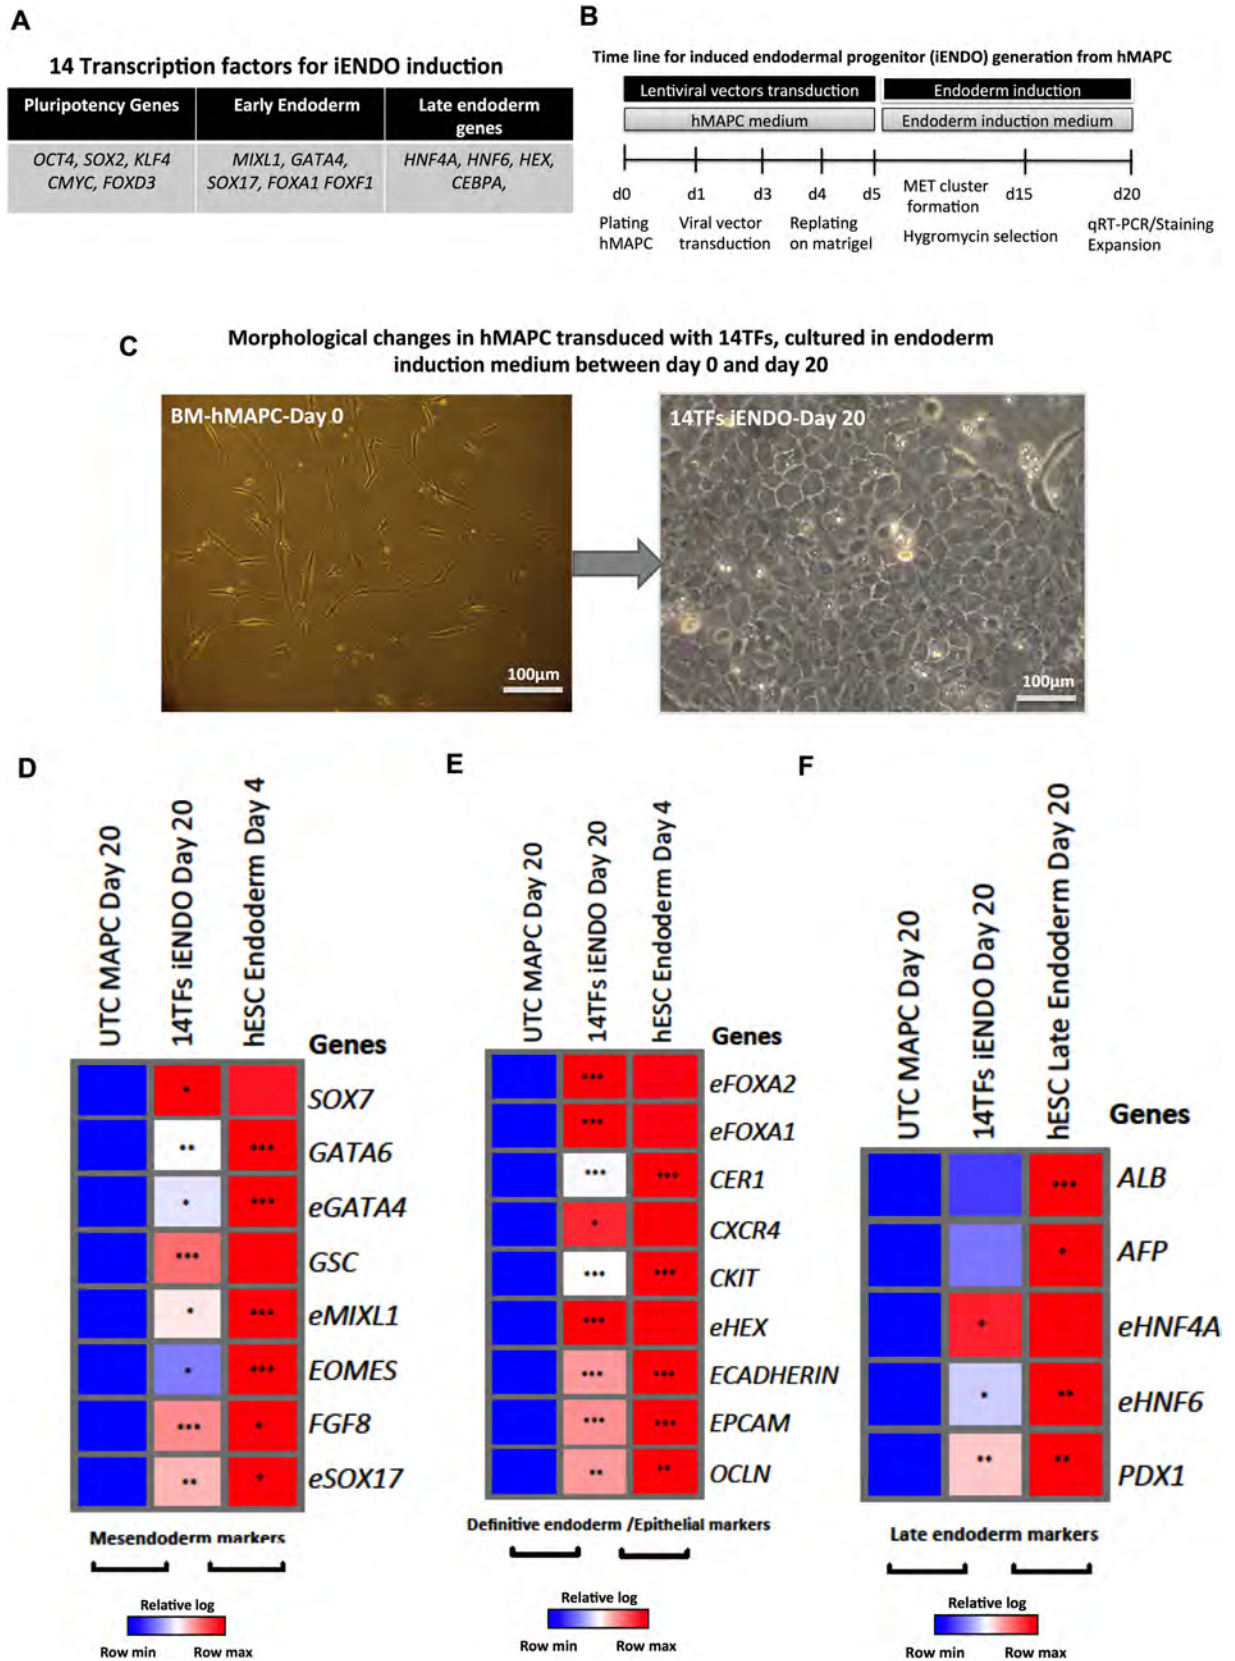 A
14 Transcription factors for iENDO induction
Pluripotency Genes
Early Endoderm
Late endoderm
genes
OCT4, SOX2, KLF4
CMYC, FOXD3
MIXL1, GATA4,
SOX17, FOXA1 FOXF1
HNF4A, HNF6, HEX,
CEBPA,
B
Time line for induced endodermal progenitor (iENDO) generation from hMAPC
Lentiviral vectors transduction
Endoderm induction
hMAPC medium
Endoderm induction medium
d0
d1
d3
d4
d5
MET cluster
formation
d15
d20
Plating
hMAPC
Viral vector
transduction
Replating
on matrigel
Hygromycin selection
qRT-PCR/Staining
Expansion
C
Morphological changes in hMAPC transduced with 14TFs, cultured in endoderm
induction medium between day 0 and day 20
BM-hMAPC-Day 0
100μm
14TFs iENDO-Day 20
100μm
D
UTC MAPC Day 20
14TFs iENDO Day 20
hESC Endoderm Day 4
Genes
* SOX7
** *** GATA6
* *** eGATA4
*** GSC
* *** eMIXL1
* *** EOMES
*** * FGF8
** * eSOX17
Mesendoderm markers
Relative log
Row min
Row max
E
UTC MAPC Day 20
14TFs iENDO Day 20
hESC Endoderm Day 4
Genes
*** eFOXA2
*** eFOXA1
*** *** CER1
* CXCR4
*** *** CKIT
*** eHEX
*** *** ECADHERIN
*** *** EPCAM
** ** OCLN
Definitive endoderm /Epithelial markers
Relative log
Row min
Row max
F
UTC MAPC Day 20
14TFs iENDO Day 20
hESC Late Endoderm Day 20
Genes
*** ALB
* AFP
* eHNF4A
* ** eHNF6
** ** PDX1
Late endoderm markers
Relative log
Row min
Row max